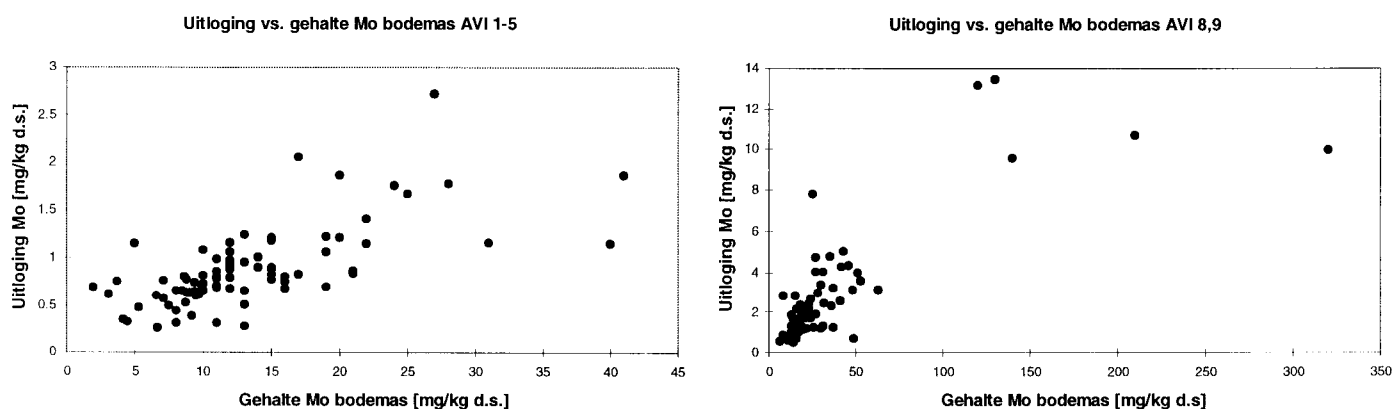 Uitloging vs. gehalte Mo bodemas AVI 1-5
Uitloging Mo [mg/kg d.s.]
3
2.5
2
1.5
1
0.5
0
0 5 10 15 20 25 30 35 40 45
Gehalte Mo bodemas [mg/kg d.s.]
Uitloging vs. gehalte Mo bodemas AVI 8,9
Uitloging Mo [mg/kg d.s.]
14
12
10
8
6
4
2
0
0 50 100 150 200 250 300 350
Gehalte Mo bodemas [mg/kg d.s]